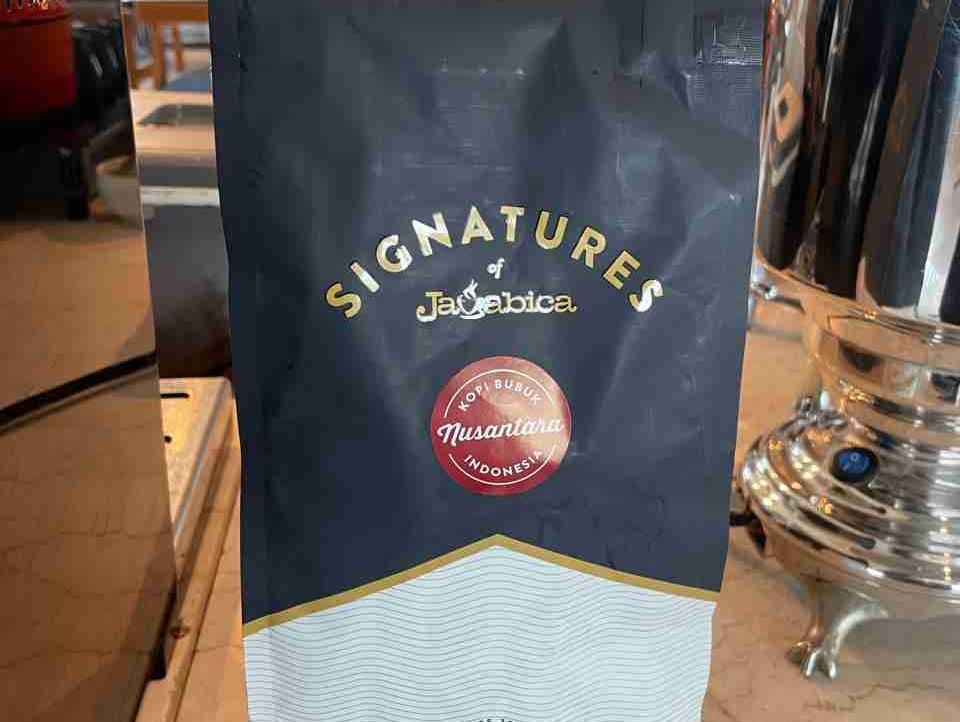 SIGNATURES
of
Javabica
KOPI BUBUK
Nusantara
INDONESIA